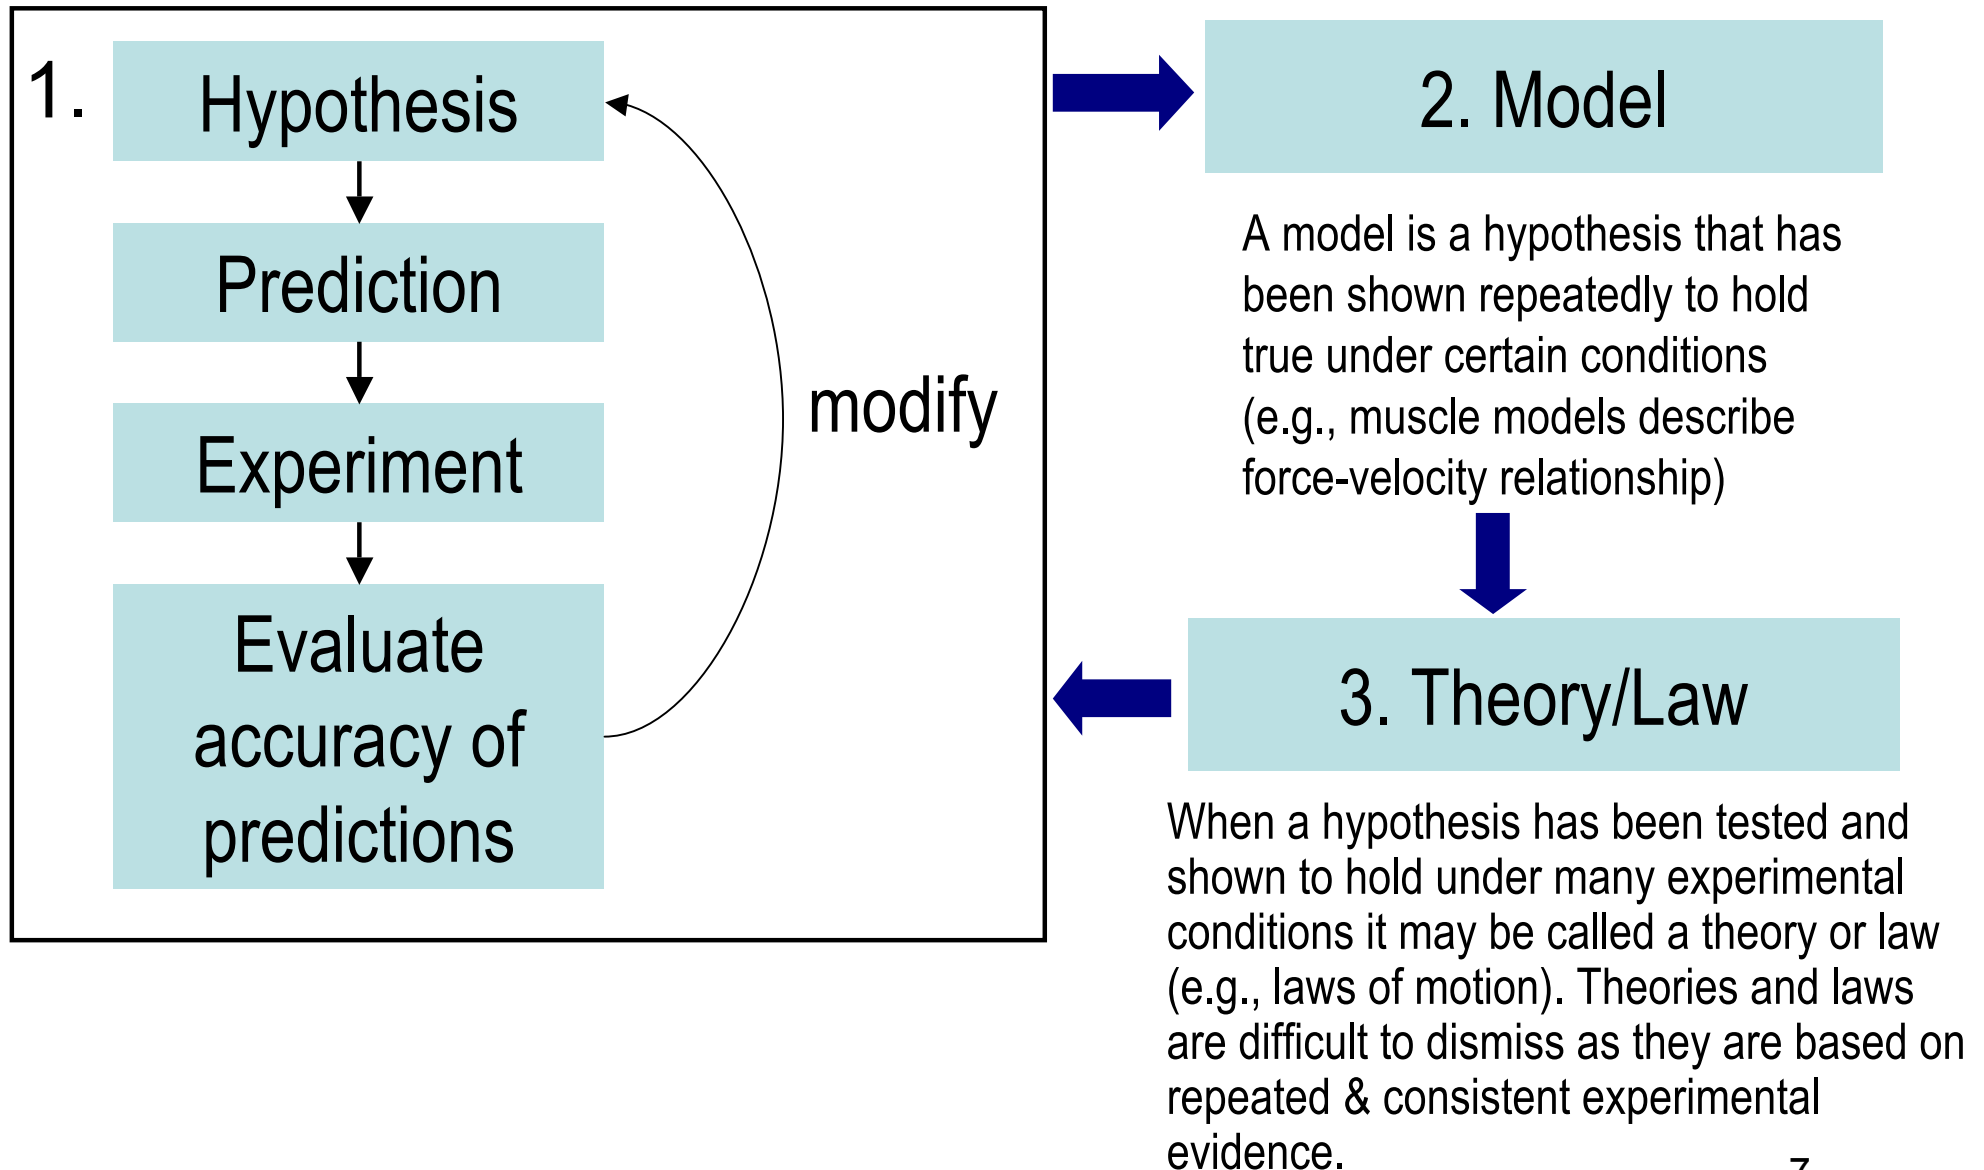 1.
Hypothesis
Prediction
Experiment
Evaluate
accuracy of
predictions
modify
2. Model
A model is a hypothesis that has
been shown repeatedly to hold
true under certain conditions
(e.g., muscle models describe
force-velocity relationship)
3. Theory/Law
When a hypothesis has been tested and
shown to hold under many experimental
conditions it may be called a theory or law
(e.g., laws of motion). Theories and laws
are difficult to dismiss as they are based on
repeated & consistent experimental
evidence.